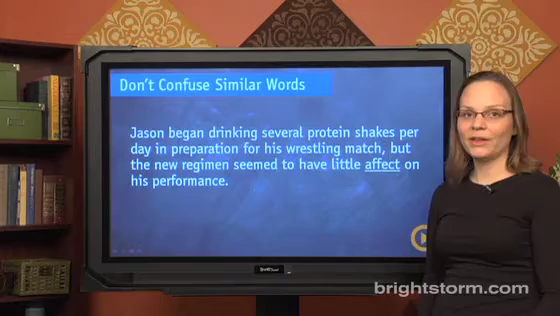 Don't Confuse Similar Words
Jason began drinking several protein shakes per
day in preparation for his wrestling match, but
the new regimen seemed to have little affect on
his performance.
brightstorm.com